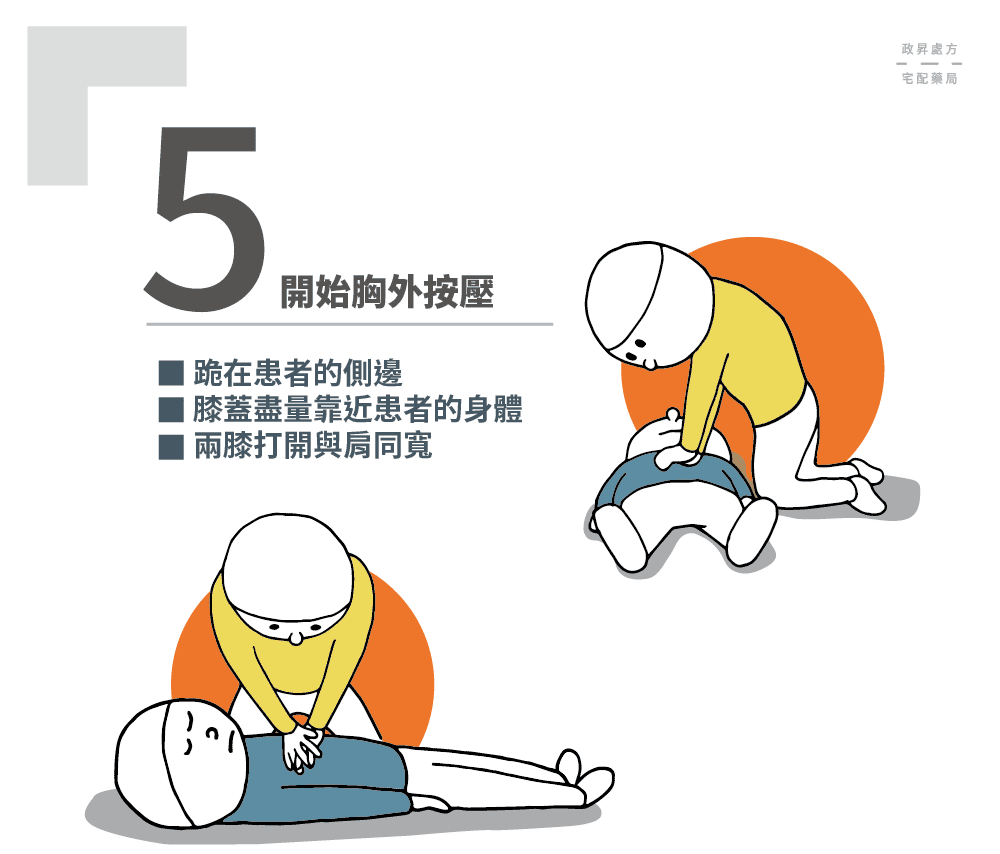 政昇處方
宅配藥局
5
開始胸外按壓
■ 跪在患者的側邊
■ 膝蓋盡量靠近患者的身體
■ 兩膝打開與肩同寬